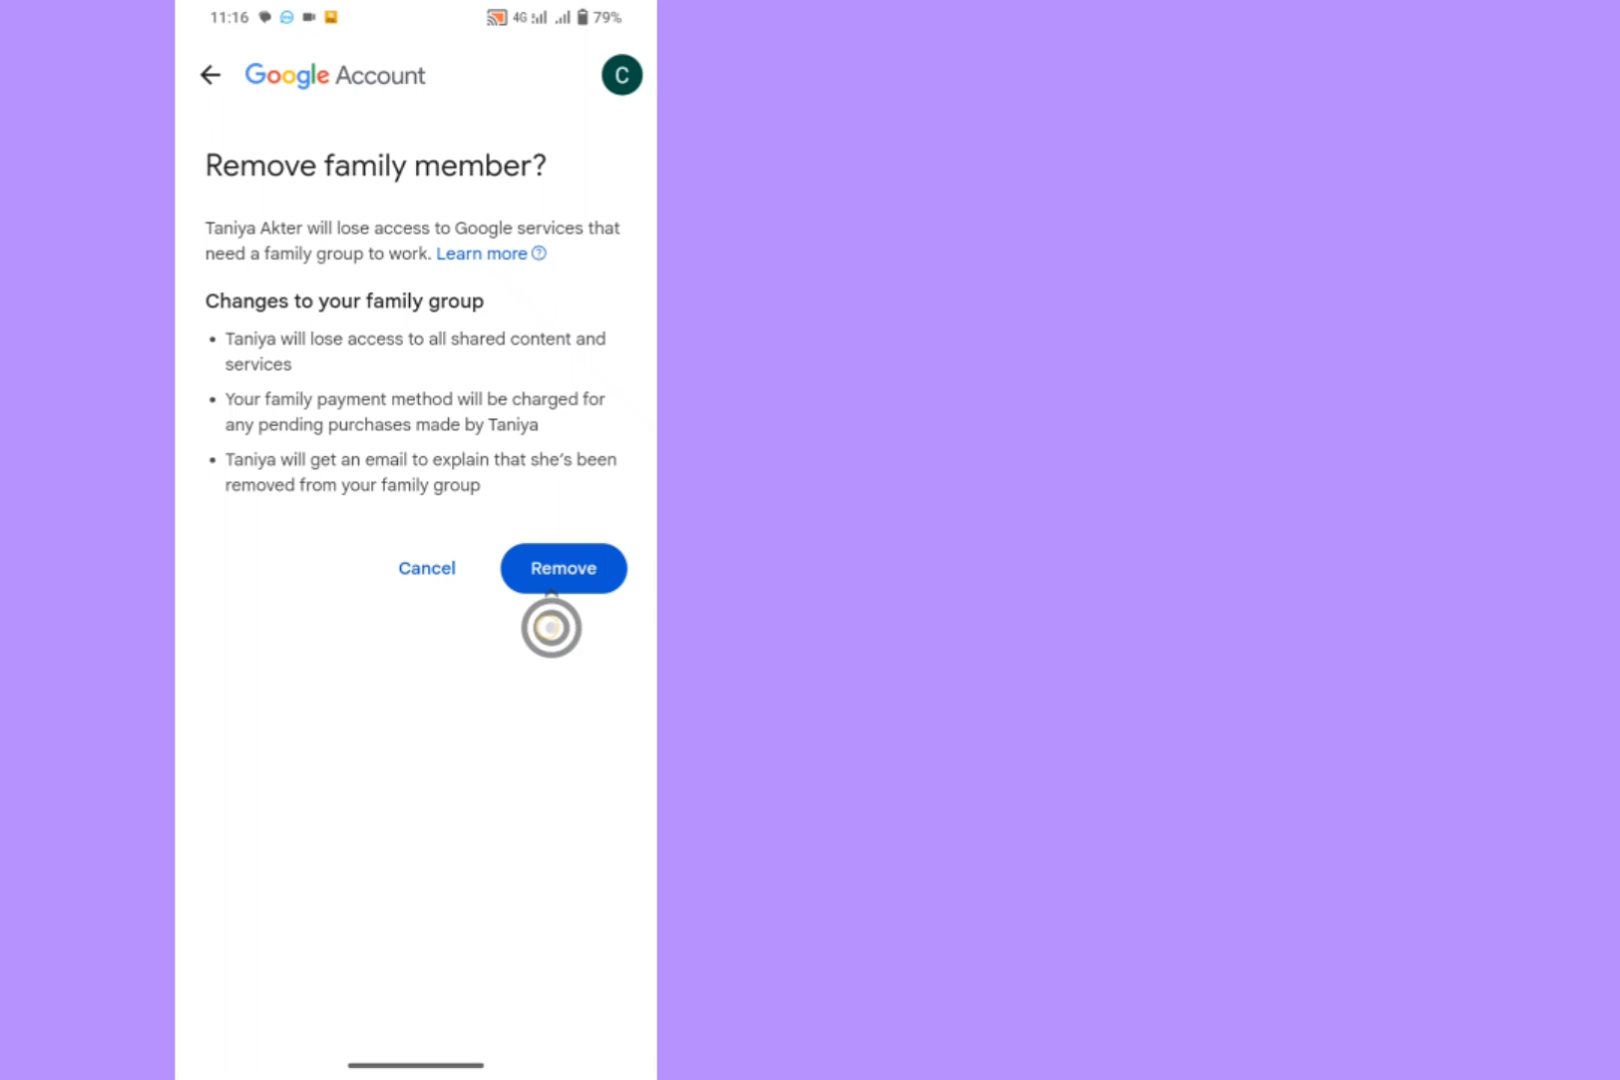 11:16 4G 79%
Google Account C
Remove family member?
Taniya Akter will lose access to Google services that
need a family group to work. Learn more
Changes to your family group
• Taniya will lose access to all shared content and
services
• Your family payment method will be charged for
any pending purchases made by Taniya
• Taniya will get an email to explain that she’s been
removed from your family group
Cancel Remove